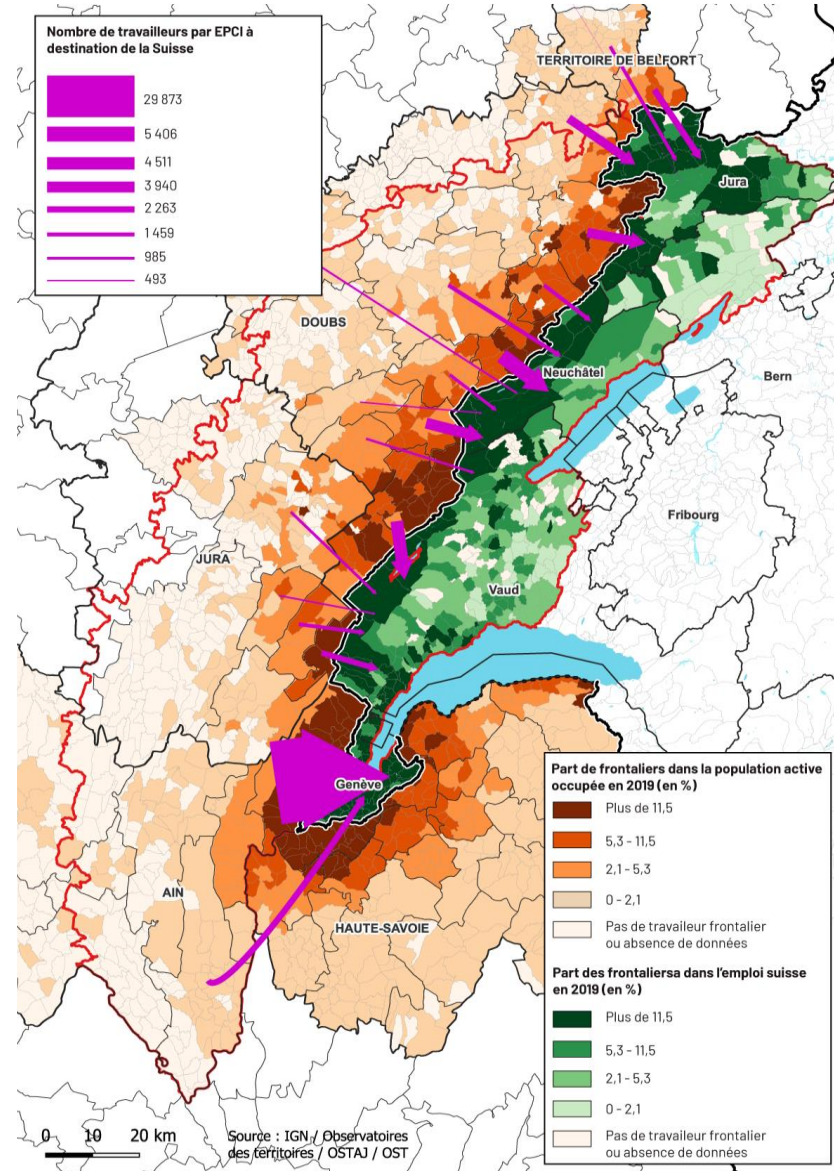 Nombre de travailleurs par EPCI à
destination de la Suisse
29 873
5 406
4 511
3 940
2 263
1 459
985
493
TERRITOIRE DE BELFORT
Jura
DOUBS
Neuchâtel
Bern
Fribourg
JURA
Vaud
Genève
AIN
HAUTE-SAVOIE
Part de frontaliers dans la population active
occupée en 2019 (en %)
Plus de 11,5
5,3 - 11,5
2,1 - 5,3
0 - 2,1
Pas de travaileur frontalier
ou absence de données
Part des frontaliersa dans l'emploi suisse
en 2019 (en %)
Plus de 11,5
5,3 - 11,5
2,1 - 5,3
0 - 2,1
Pas de travaileur frontalier
ou absence de données
0 10 20 km
Source : IGN / Observatoires
des territoires / OSTAJ / OST